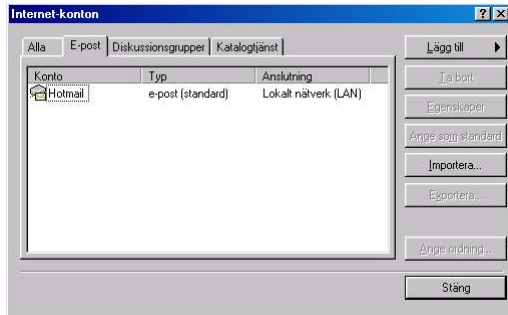 Internet-konton
Alla E-post Diskussionsgrupper Katalogtjänst
Konto Typ Anslutning
Hotmail e-post (standard) Lokalt nätverk (LAN)
Lägg till
Ta bort
Egenskaper
Ange som standard
Importera...
Exportera...
Ange ordning...
Stäng